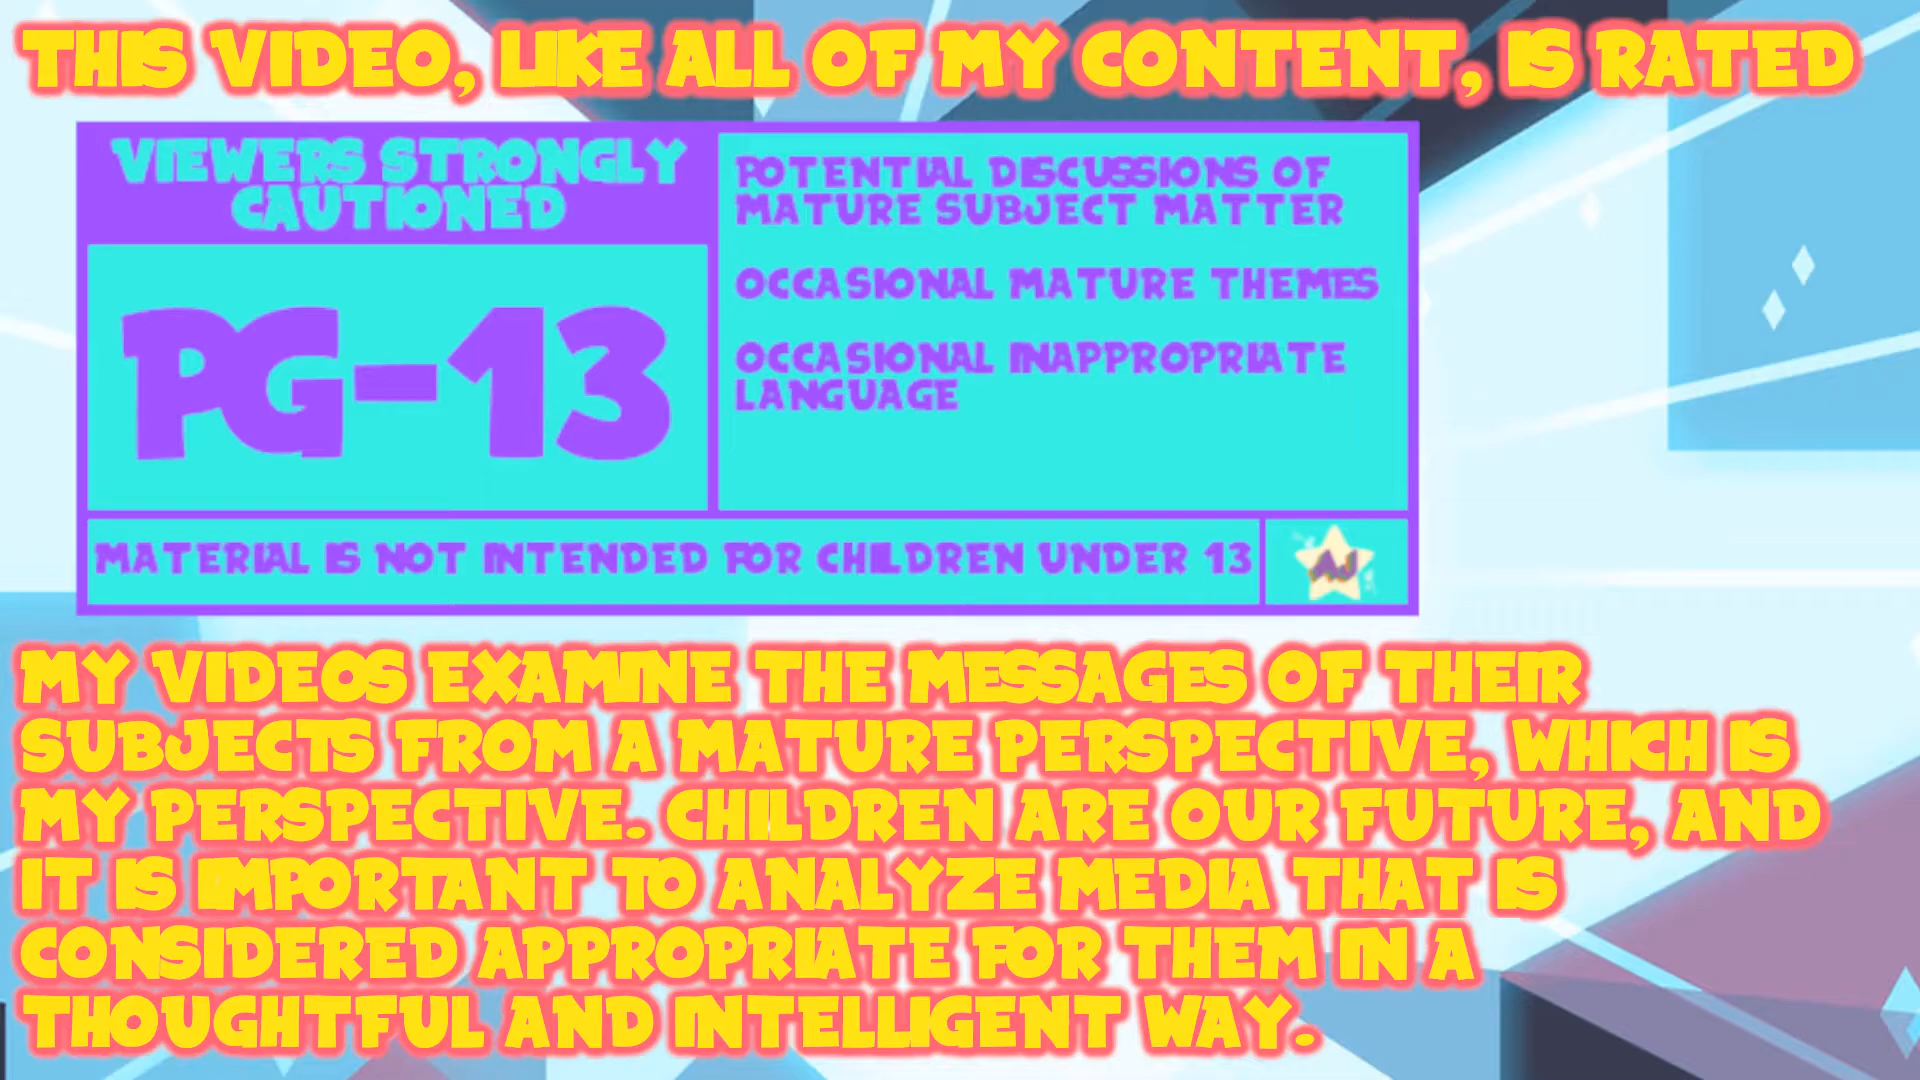 THIS VIDEO, LIKE ALL OF MY CONTENT, IS RATED
VIEWERS STRONGLY
CAUTIONED
PG-13
POTENTIAL DISCUSSIONS OF
MATURE SUBJECT MATTER
OCCASIONAL MATURE THEMES
OCCASIONAL INAPPROPRIATE
LANGUAGE
MATERIAL IS NOT INTENDED FOR CHILDREN UNDER 13
AJ
MY VIDEOS EXAMINE THE MESSAGES OF THEIR
SUBJECTS FROM A MATURE PERSPECTIVE, WHICH IS
MY PERSPECTIVE. CHILDREN ARE OUR FUTURE, AND
IT IS IMPORTANT TO ANALYZE MEDIA THAT IS
CONSIDERED APPROPRIATE FOR THEM IN A
THOUGHTFUL AND INTELLIGENT WAY.